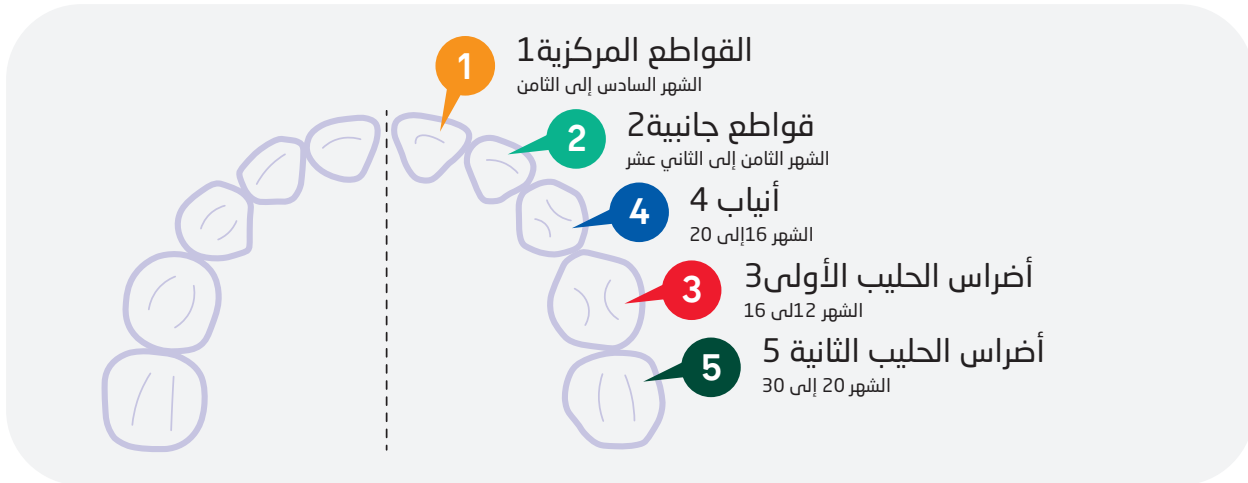 1
القواطع المركزية1
الشهر السادس إلى الثامن
2
قواطع جانبية2
الشهر الثامن إلى الثاني عشر
4
أنياب 4
الشهر 16إلى 20
3
أضراس الحليب الأولى3
الشهر 12لى 16
5
أضراس الحليب الثانية 5
الشهر 20 إلى 30